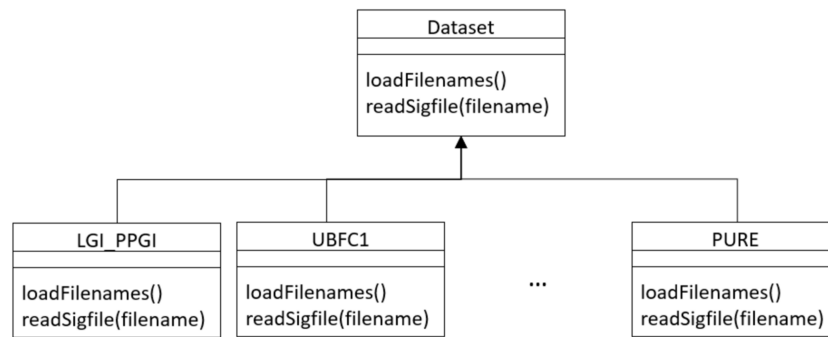 Dataset
loadFilenames()
readSigfile(filename)
LGI_PPGI
loadFilenames()
readSigfile(filename)
UBFC1
loadFilenames()
readSigfile(filename)
...
PURE
loadFilenames()
readSigfile(filename)